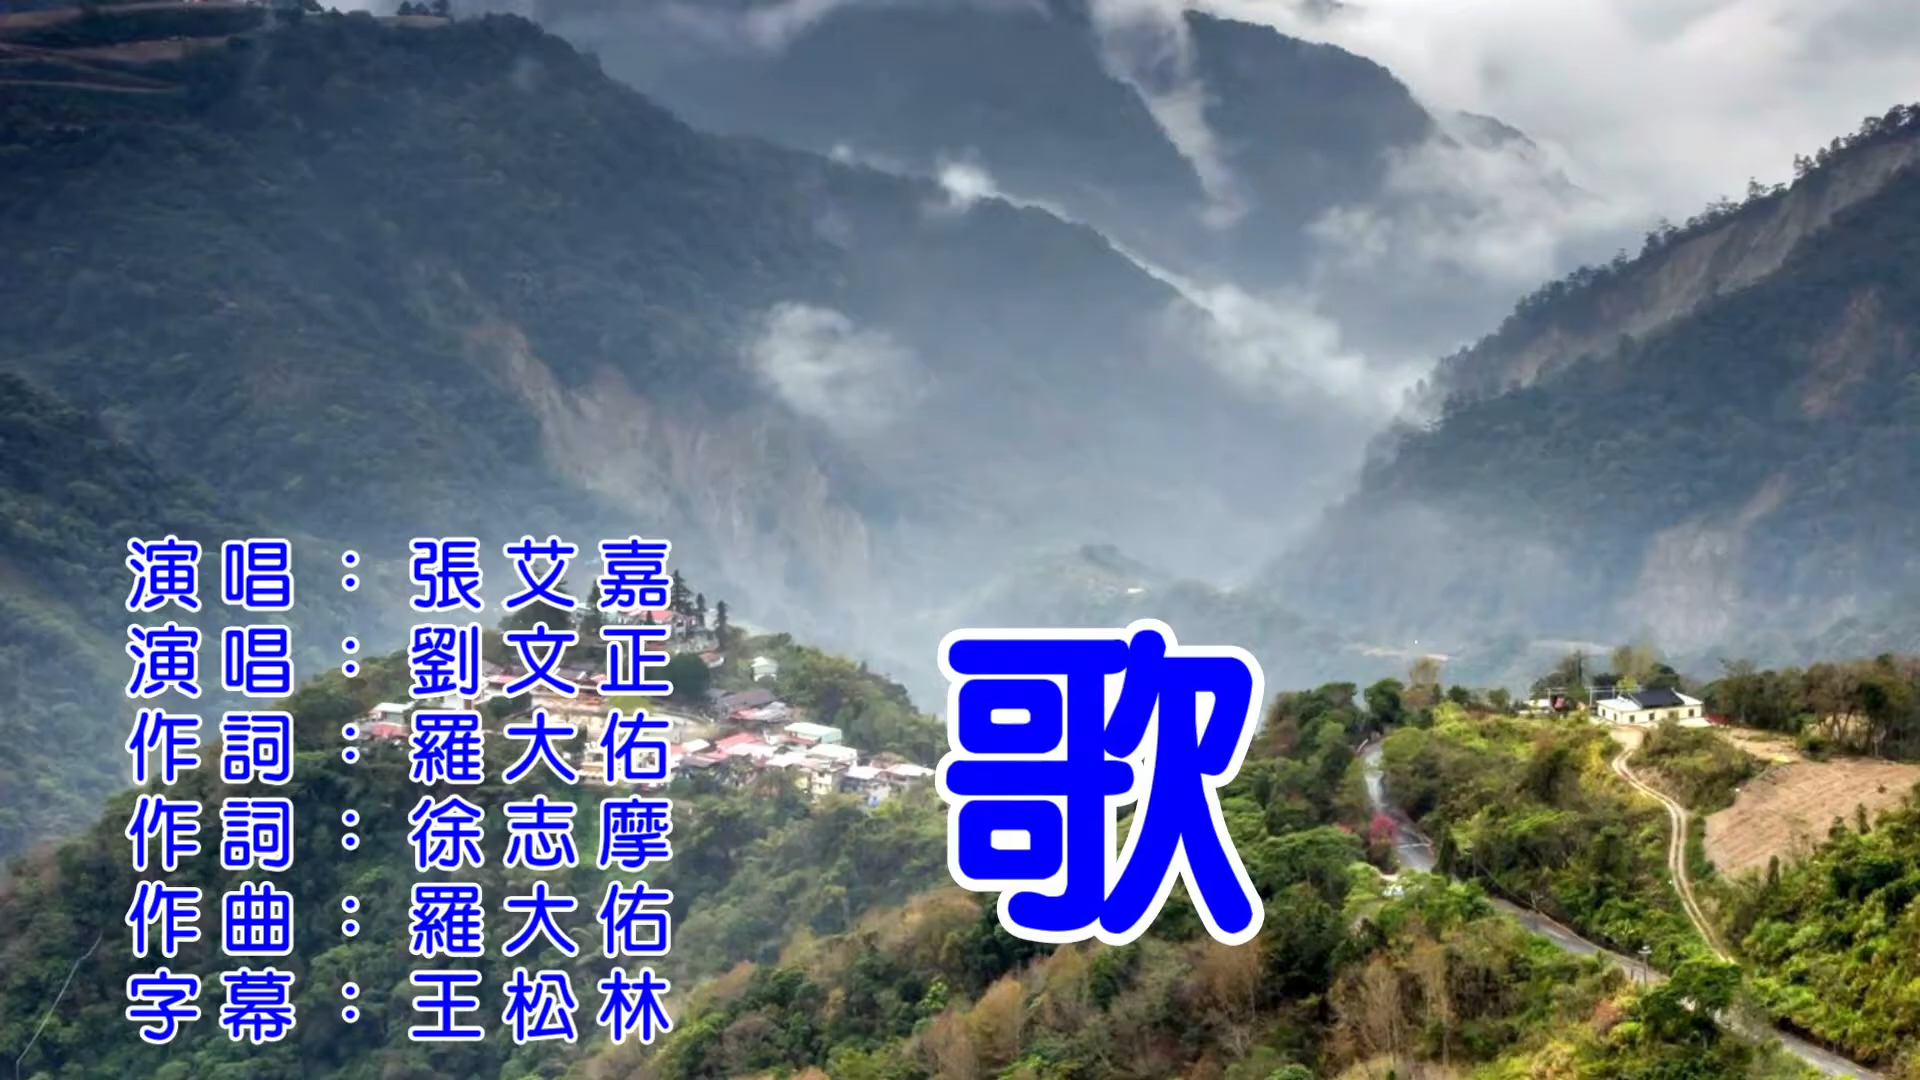 演唱：張艾嘉
演唱：劉文正
作詞：羅大佑
作詞：徐志摩
作曲：羅大佑
字幕：王松林
歌